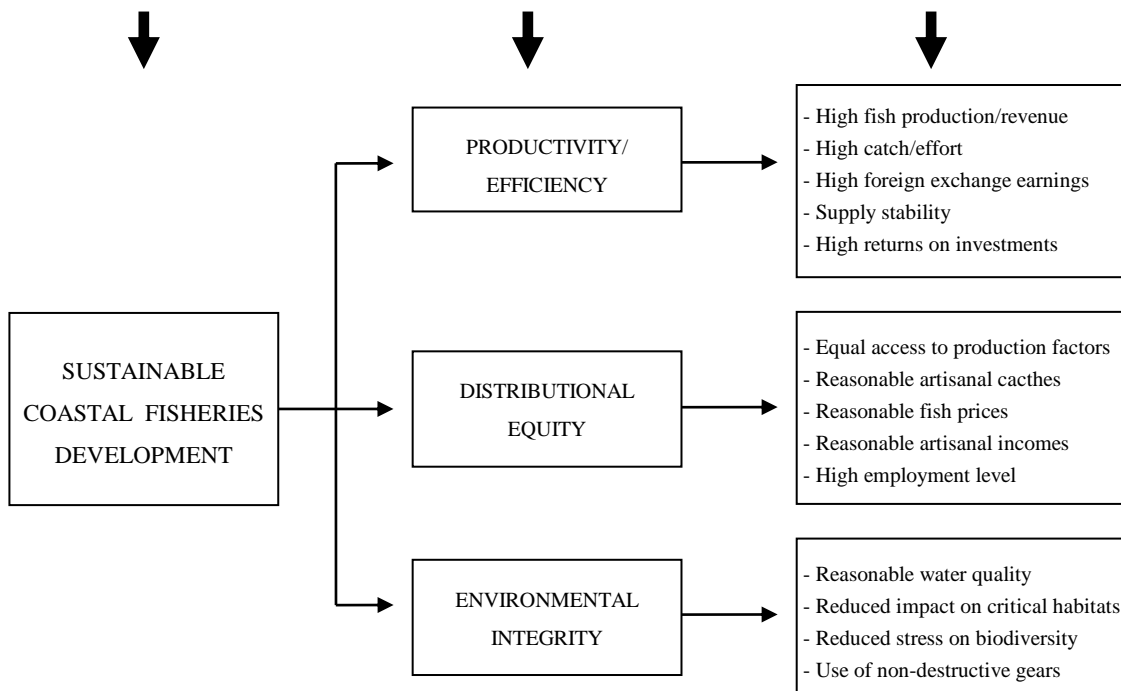 PRODUCTIVITY/
EFFICIENCY
- High fish production/revenue
- High catch/effort
- High foreign exchange earnings
- Supply stability
- High returns on investments
SUSTAINABLE
COASTAL FISHERIES
DEVELOPMENT
DISTRIBUTIONAL
EQUITY
- Equal access to production factors
- Reasonable artisanal cacthes
- Reasonable fish prices
- Reasonable artisanal incomes
- High employment level
ENVIRONMENTAL
INTEGRITY
- Reasonable water quality
- Reduced impact on critical habitats
- Reduced stress on biodiversity
- Use of non-destructive gears